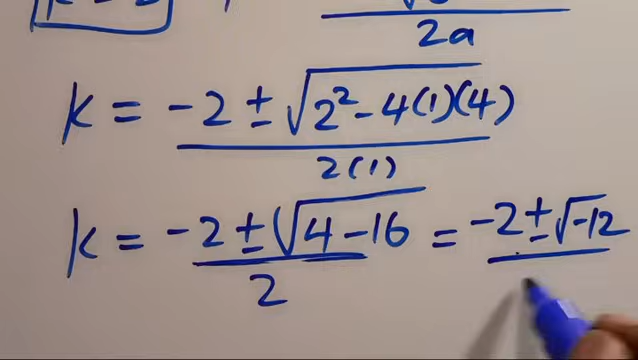 2a
K = -2 ± √(2² - 4(1)(4)) / 2(1)
K = -2 ± √(4 - 16) / 2 = -2 ± √-12